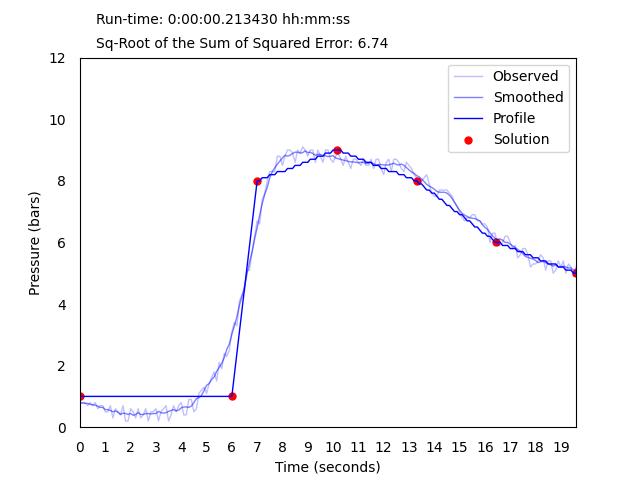 Run-time: 0:00:00.213430 hh:mm:ss
Sq-Root of the Sum of Squared Error: 6.74
12
10
8
6
4
2
0
Pressure (bars)
Observed
Smoothed
Profile
Solution
0 1 2 3 4 5 6 7 8 9 10 11 12 13 14 15 16 17 18 19
Time (seconds)